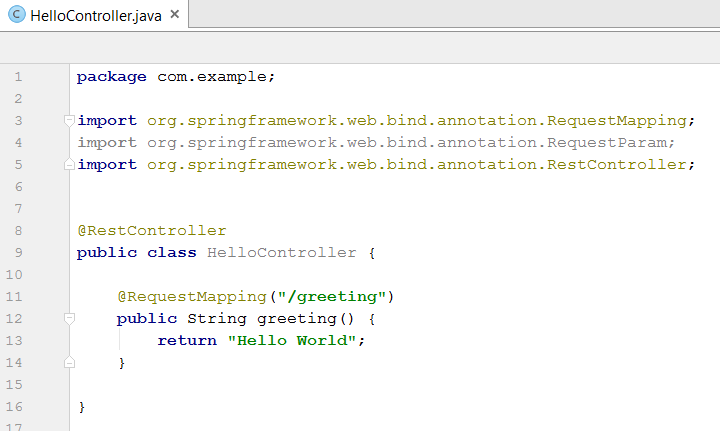 C HelloController.java ×
1 package com.example;
2
3 import org.springframework.web.bind.annotation.RequestMapping;
4 import org.springframework.web.bind.annotation.RequestParam;
5 import org.springframework.web.bind.annotation.RestController;
6
7
8 @RestController
9 public class HelloController {
10
11     @RequestMapping("/greeting")
12     public String greeting() {
13         return "Hello World";
14     }
15
16 }
17